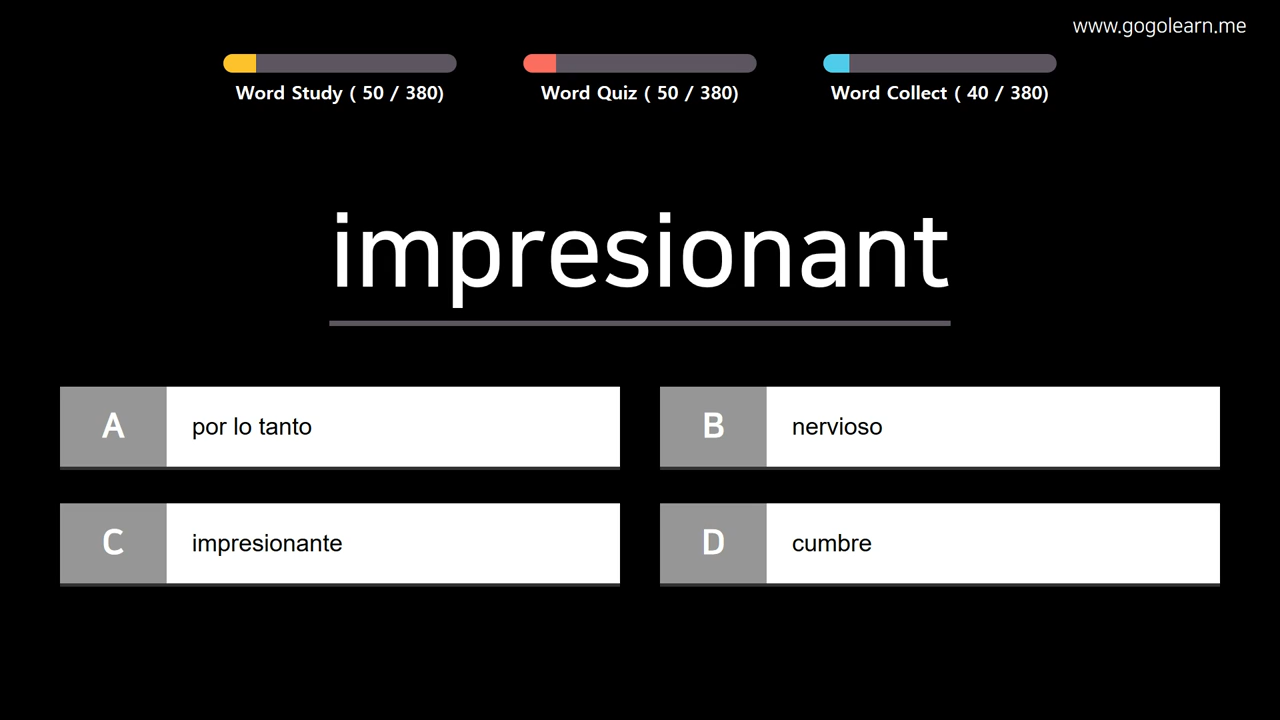 www.gogolearn.me
Word Study ( 50 / 380)
Word Quiz ( 50 / 380)
Word Collect ( 40 / 380)
impresionant
A
por lo tanto
B
nervioso
C
impresionante
D
cumbre